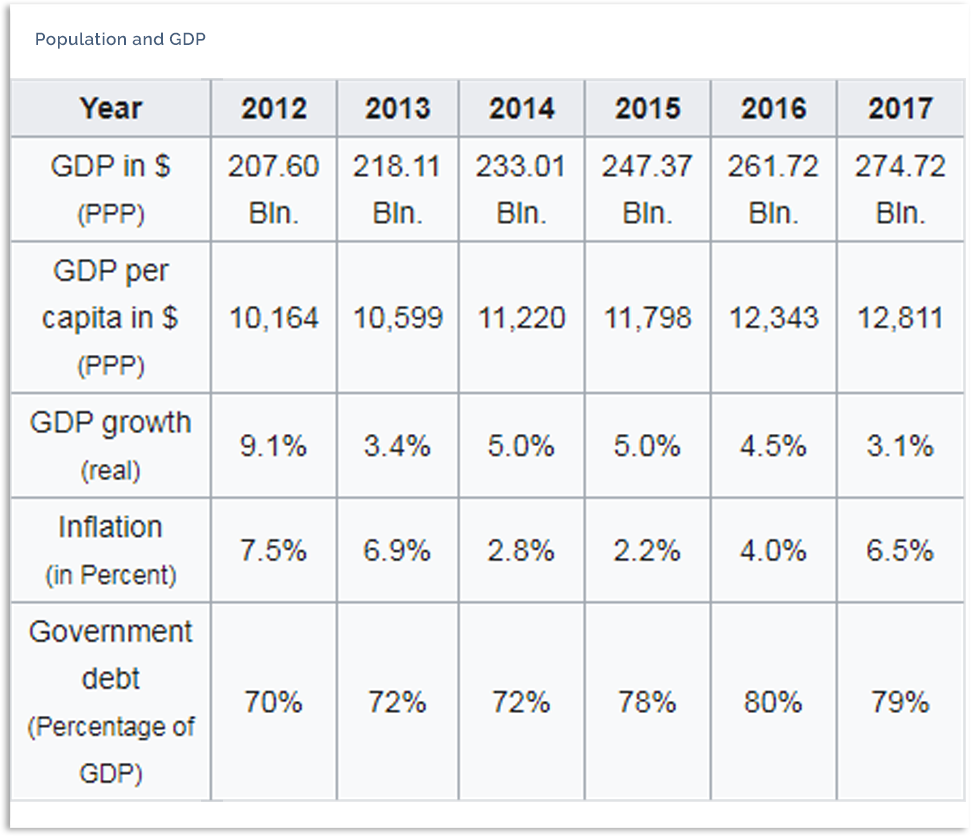 Population and GDP
Year 2012 2013 2014 2015 2016 2017
GDP in $ 207.60 218.11 233.01 247.37 261.72 274.72
(PPP) Bln. Bln. Bln. Bln. Bln. Bln.
GDP per
capita in $ 10,164 10,599 11,220 11,798 12,343 12,811
(PPP)
GDP growth
9.1% 3.4% 5.0% 5.0% 4.5% 3.1%
(real)
Inflation
7.5% 6.9% 2.8% 2.2% 4.0% 6.5%
(in Percent)
Government
debt
70% 72% 72% 78% 80% 79%
(Percentage of
GDP)